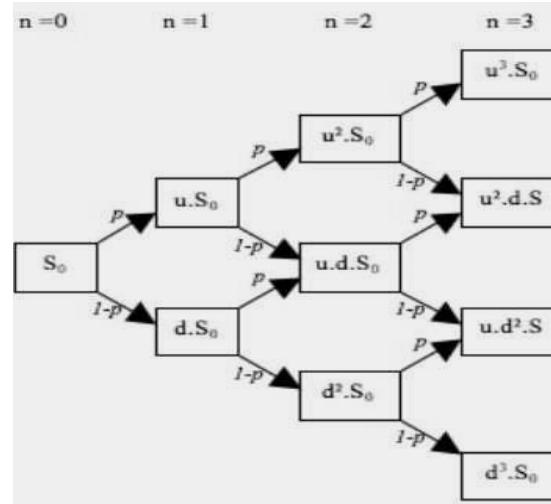 n =0 n =1 n =2 n =3
u³.S₀
p
u².S₀
p
1-p
u.S₀
u².d.S
p
1-p
p
S₀
u.d.S₀
1-p
p
1-p
d.S₀
u.d².S
1-p
p
d².S₀
1-p
d³.S₀